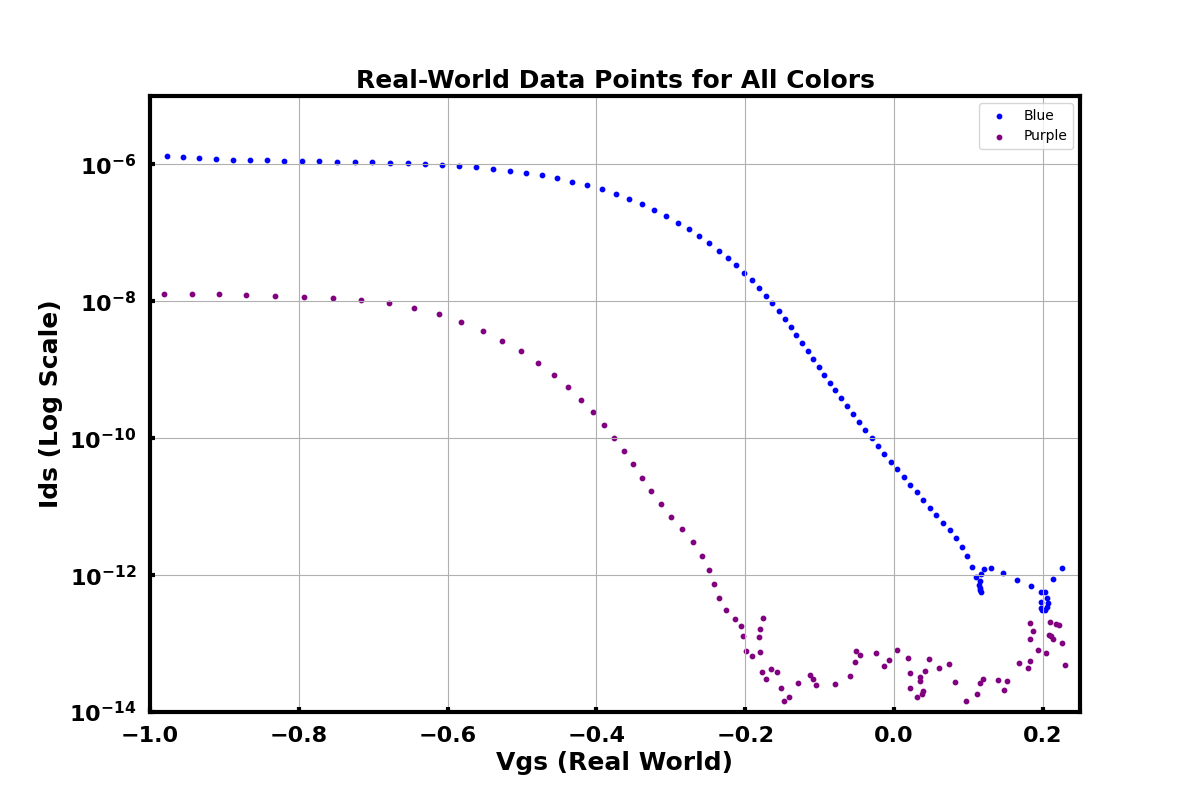 Real-World Data Points for All Colors
Blue
Purple
10⁻⁶
10⁻⁸
10⁻¹⁰
10⁻¹²
10⁻¹⁴
Ids (Log Scale)
−1.0 −0.8 −0.6 −0.4 −0.2 0.0 0.2
Vgs (Real World)